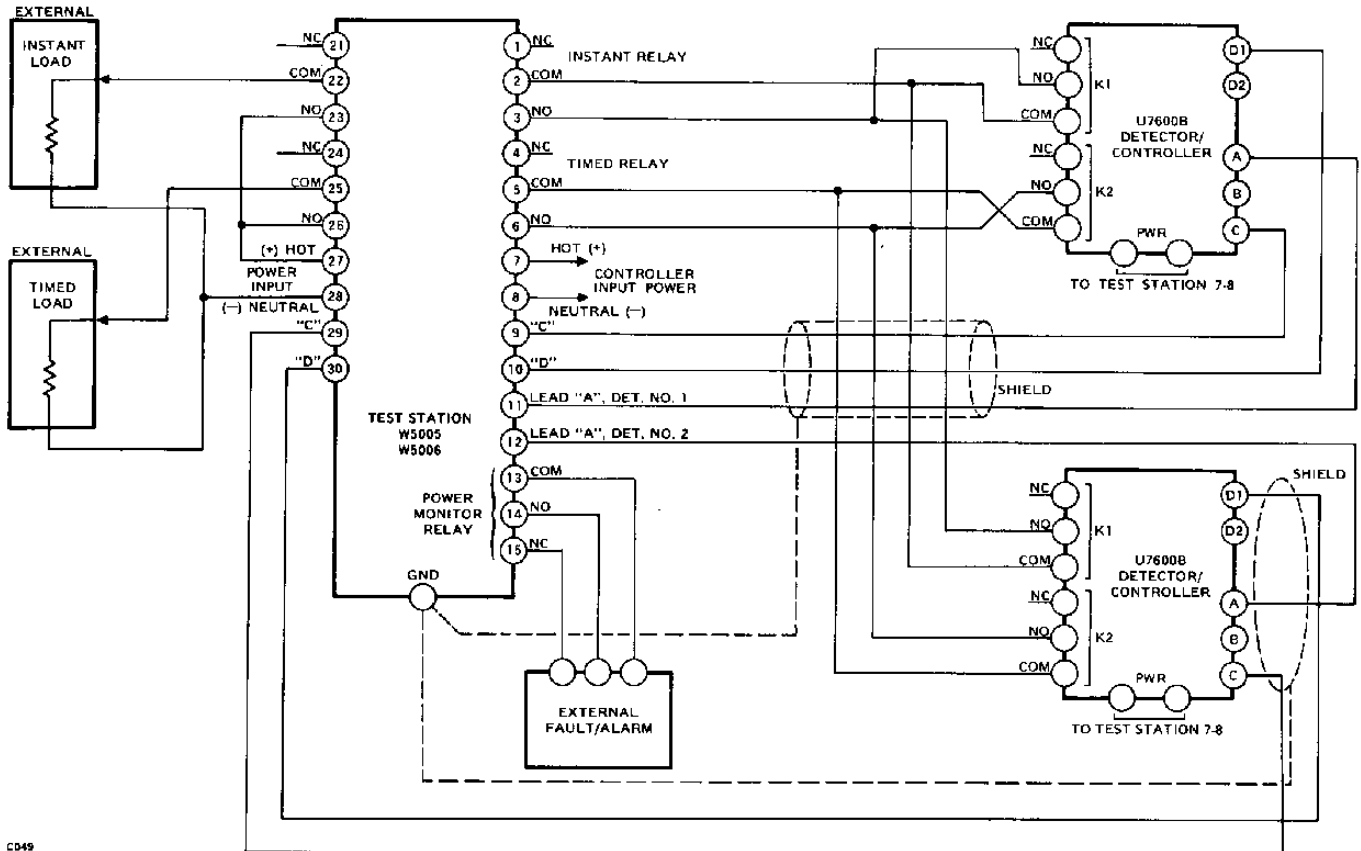 EXTERNAL
INSTANT
LOAD
EXTERNAL
TIMED
LOAD
NC 21
COM 22
NO 23
NC 24
COM 25
NO 26
(+) HOT 27
POWER
INPUT
28
(—) NEUTRAL
"C" 29
"D" 30
TEST STATION
W5005
W5006
1 NC
INSTANT RELAY
2 COM
3 NO
4 NC
TIMED RELAY
5 COM
6 NO
7 HOT (+)
CONTROLLER
INPUT POWER
8
NEUTRAL (—)
9 "C"
10 "D"
SHIELD
11 LEAD "A", DET. NO. 1
12 LEAD "A", DET. NO. 2
13 COM
POWER
MONITOR
RELAY
14 NO
15 NC
GND
EXTERNAL
FAULT/ALARM
NC
NO
K1
COM
NC
NO
K2
COM
D1
D2
U7600B
DETECTOR/
CONTROLLER
A
B
C
PWR
TO TEST STATION 7-8
NC
NO
K1
COM
NC
NO
K2
COM
D1
D2
SHIELD
U7600B
DETECTOR/
CONTROLLER
A
B
C
PWR
TO TEST STATION 7-8
C049